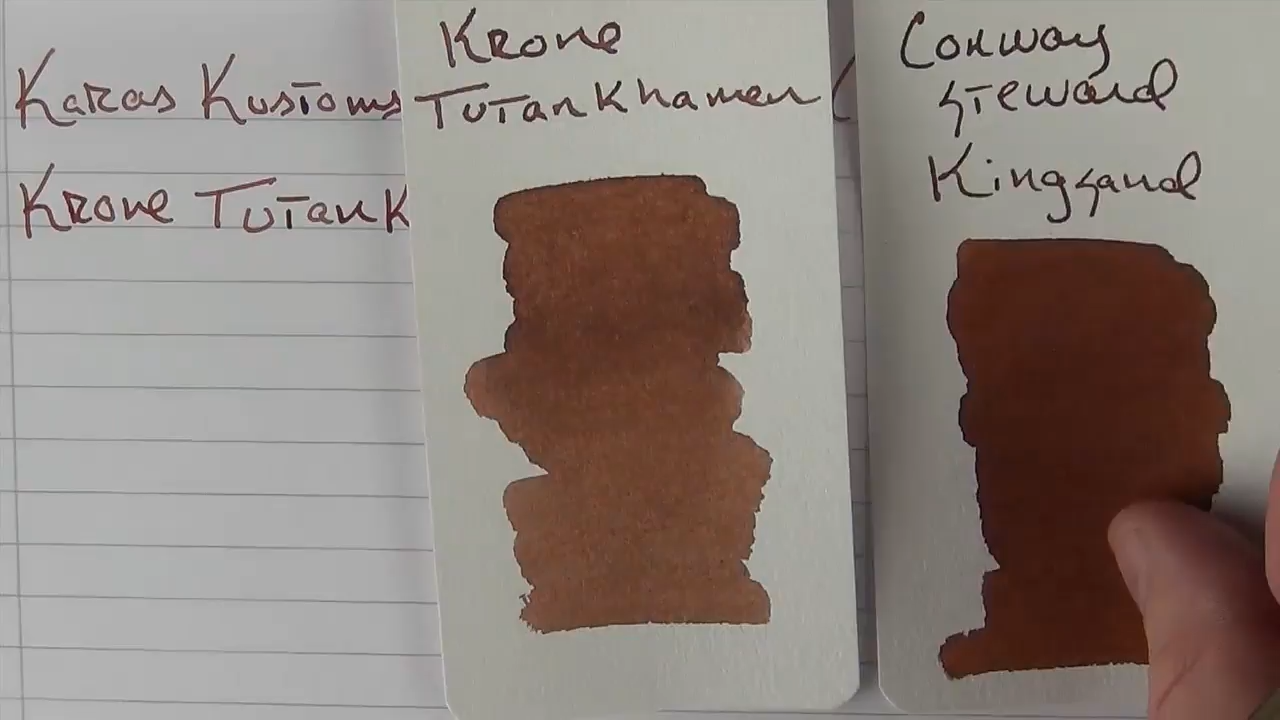 Karas Kustoms
Krone TutanK
Krone
TuTanKhamen
Conway
Steward
Kingsand